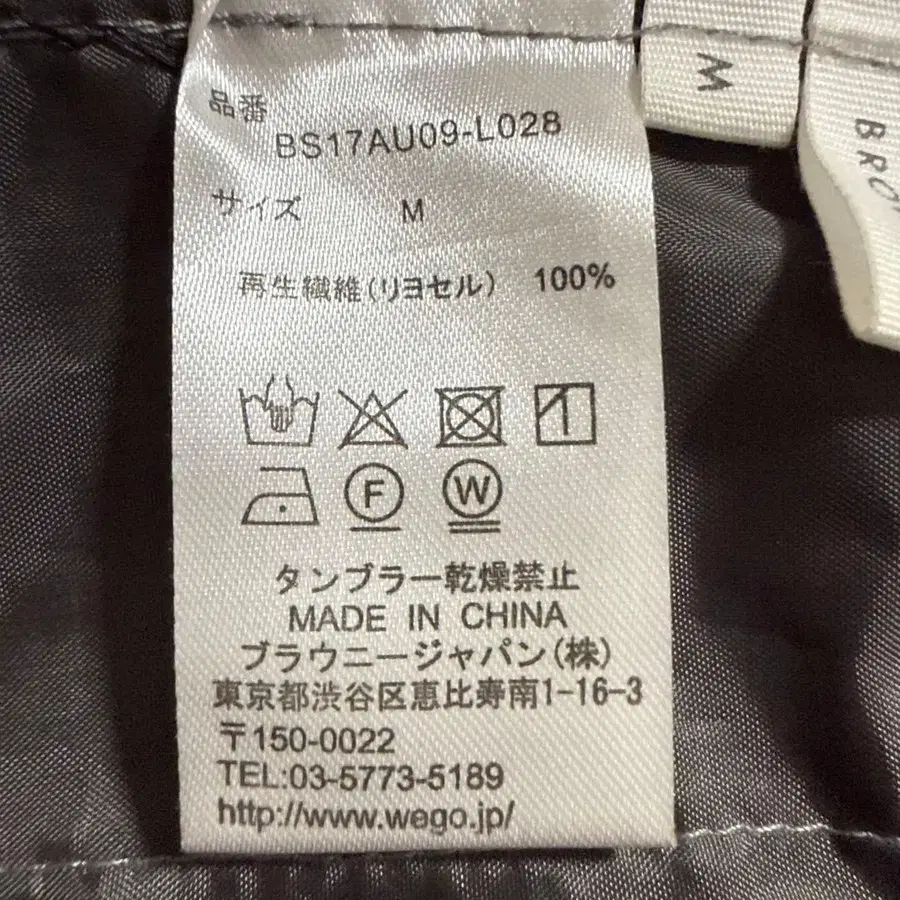 品番
BS17AU09-L028
サイズ M
再生繊維(リヨセル) 100%
1
F W
タンブラー乾燥禁止
MADE IN CHINA
ブラウニージャパン(株)
東京都渋谷区恵比寿南1-16-3
〒150-0022
TEL:03-5773-5189
http://www.wego.jp/
M